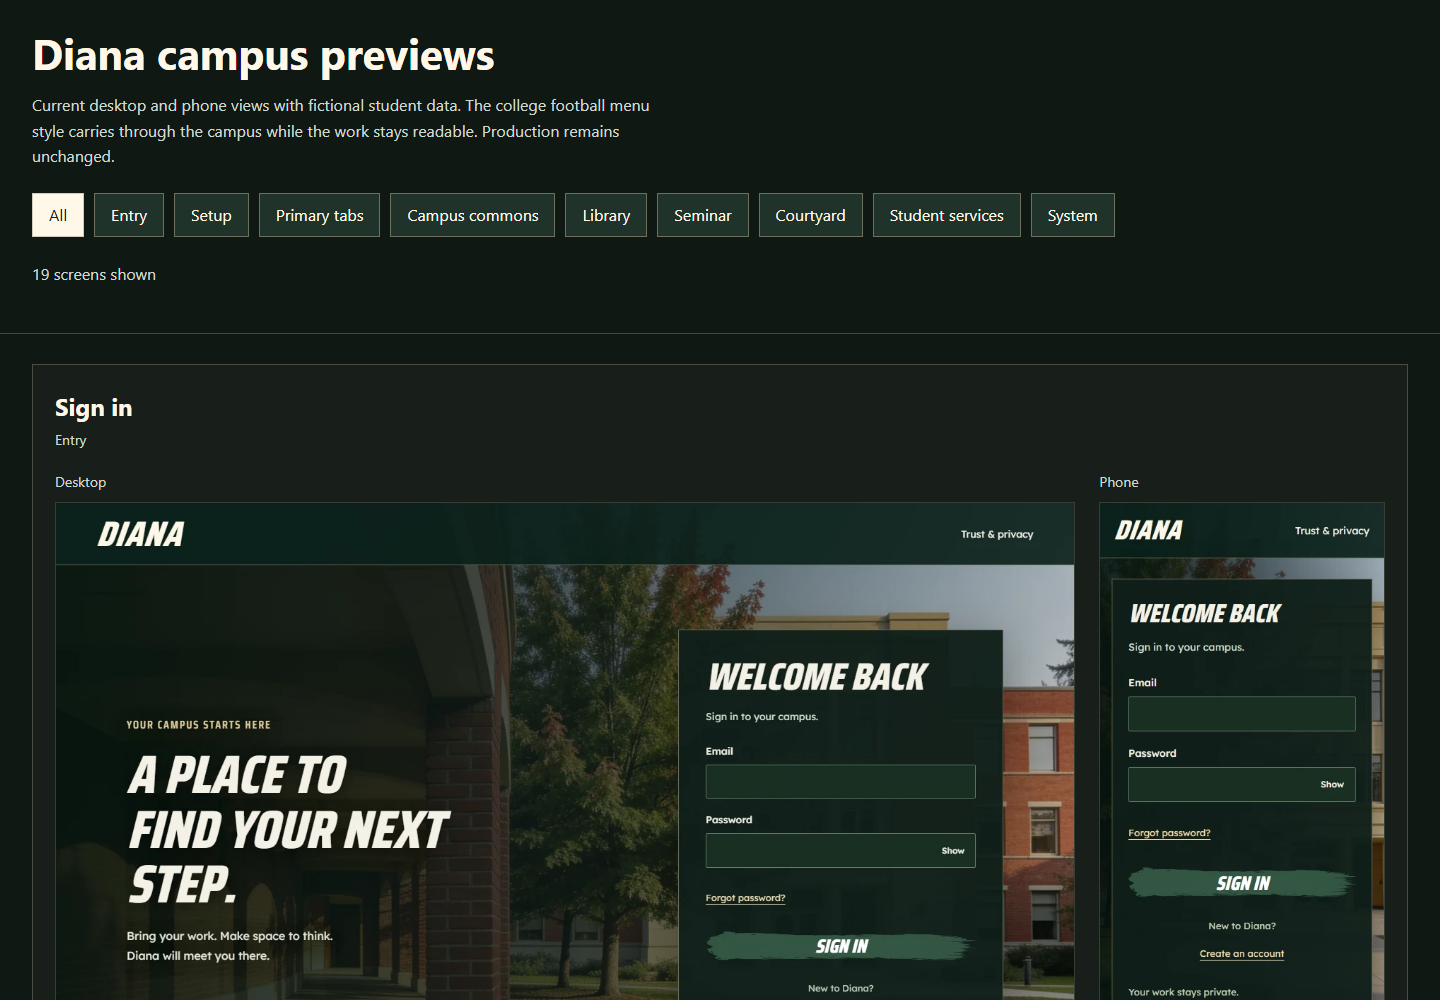 Diana campus previews
Current desktop and phone views with fictional student data. The college football menu
style carries through the campus while the work stays readable. Production remains
unchanged.
All
Entry
Setup
Primary tabs
Campus commons
Library
Seminar
Courtyard
Student services
System
19 screens shown
Sign in
Entry
Desktop
DIANA
Trust & privacy
YOUR CAMPUS STARTS HERE
A PLACE TO
FIND YOUR NEXT
STEP.
Bring your work. Make space to think.
Diana will meet you there.
WELCOME BACK
Sign in to your campus.
Email
Password
Show
Forgot password?
SIGN IN
New to Diana?
Phone
DIANA
Trust & privacy
WELCOME BACK
Sign in to your campus.
Email
Password
Show
Forgot password?
SIGN IN
New to Diana?
Create an account
Your work stays private.